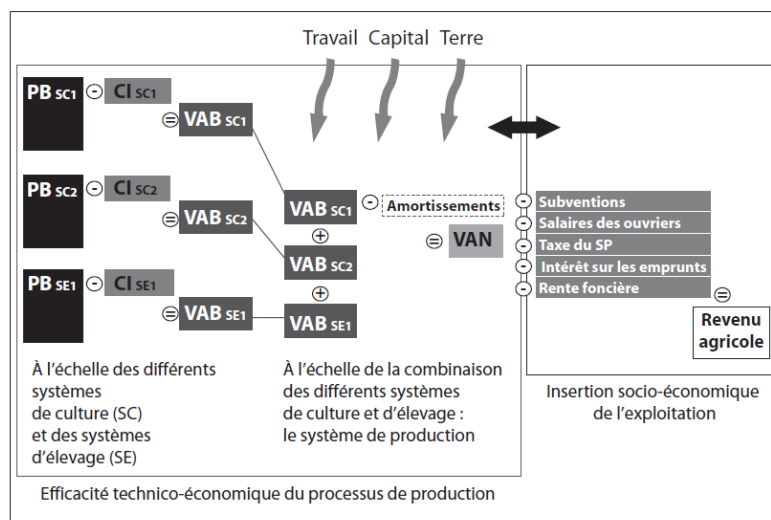 Travail Capital Terre
PB SC1 - CI SC1
= VAB SC1
PB SC2 - CI SC2
= VAB SC2
PB SE1 - CI SE1
= VAB SE1
VAB SC1 - Amortissements
+
VAB SC2
+
VAB SE1
= VAN
- Subventions
- Salaires des ouvriers
- Taxe du SP
- Intérêt sur les emprunts
- Rente foncière
=
Revenu
agricole
À l’échelle des différents
systèmes
de culture (SC)
et des systèmes
d’élevage (SE)
À l’échelle de la combinaison
des différents systèmes
de culture et d’élevage :
le système de production
Insertion socio-économique
de l’exploitation
Efficacité technico-économique du processus de production